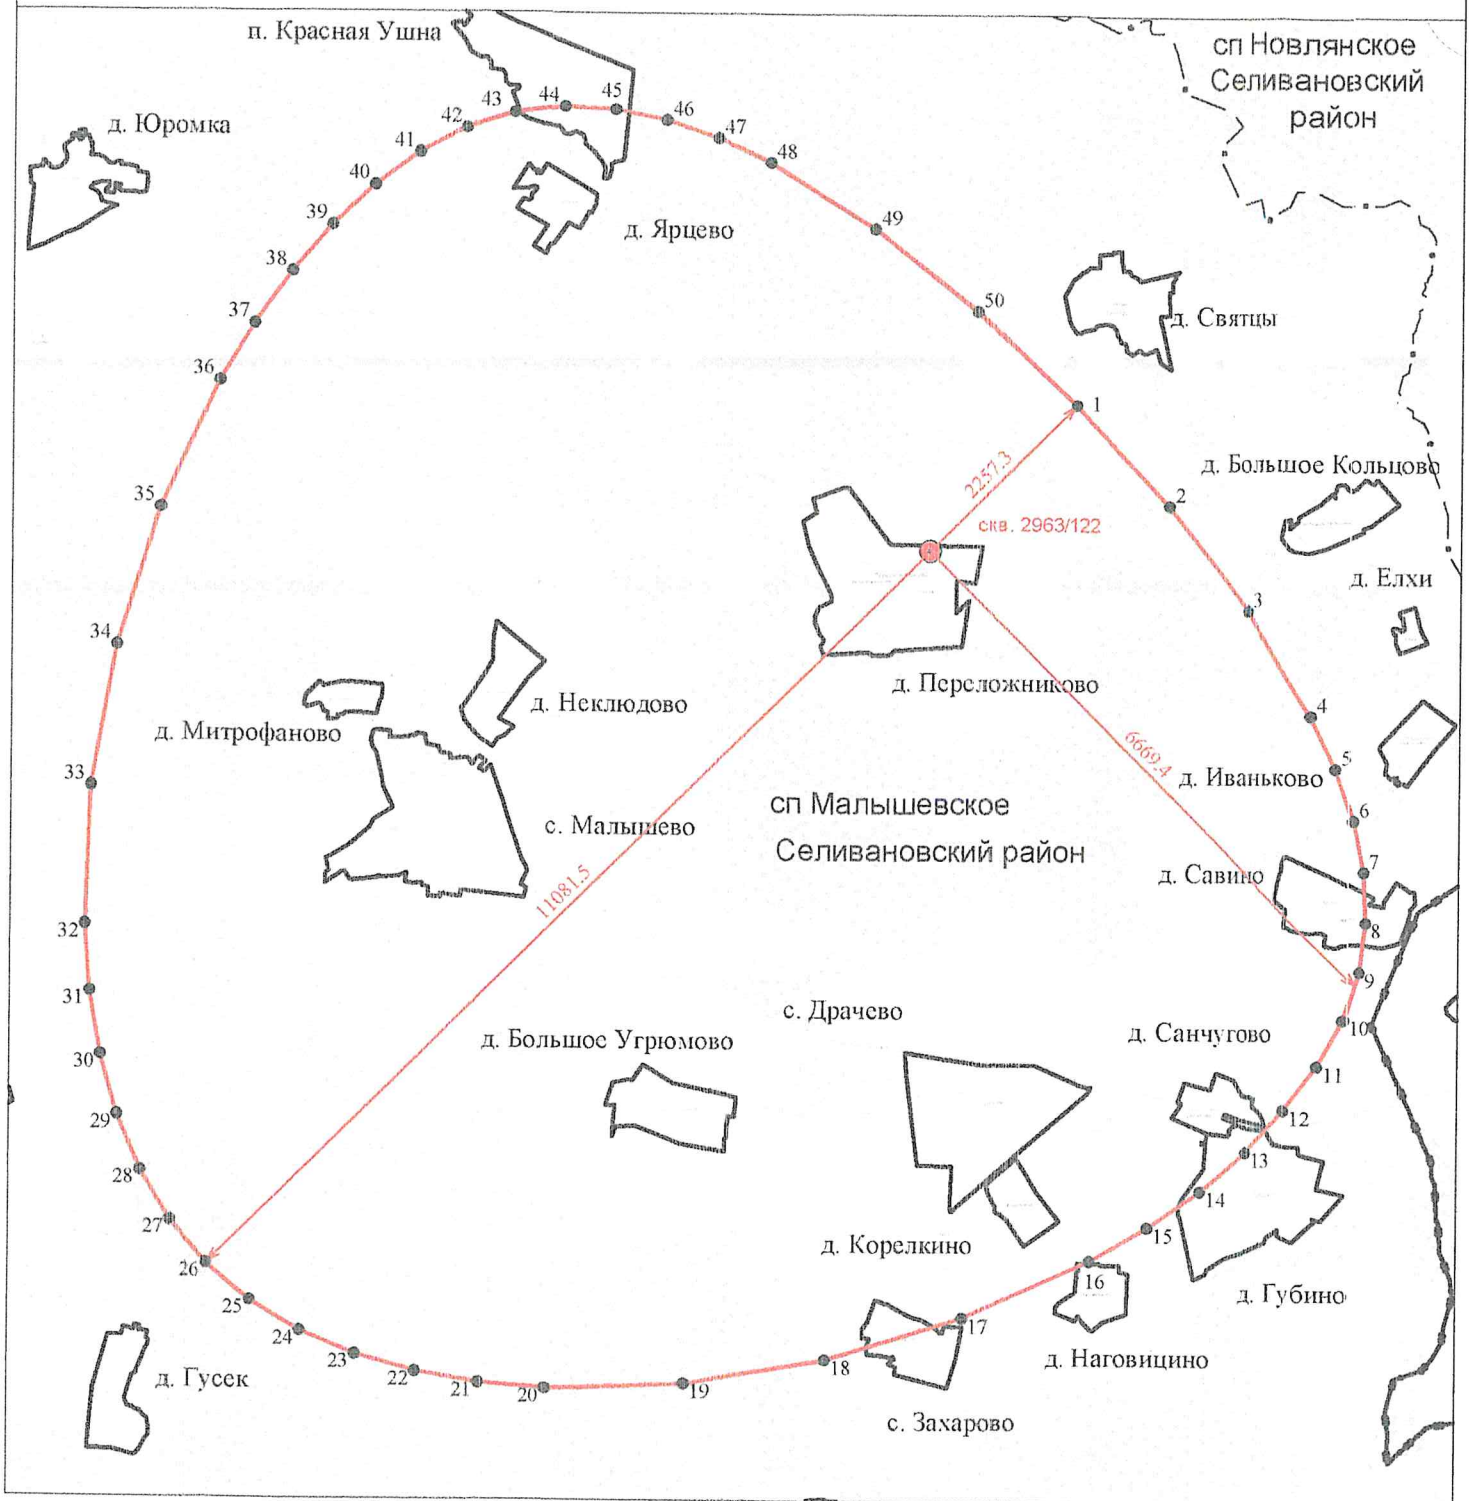 п. Красная Ушна
сп Новлянское
Селивановский
район
д. Юромка
43
44
45
46
42
47
41
48
40
49
39
д. Ярцево
38
37
50
д. Святцы
36
1
д. Большое Кольцово
2257.3
35
2
скв. 2963/122
д. Елхи
3
34
д. Переложниково
д. Неклюдово
4
д. Митрофаново
6669.4
33
5
д. Иваньково
сп Малышевское
6
с. Малышево
Селивановский район
7
д. Савино
11081.5
32
8
9
31
с. Драчево
10
д. Санчугово
д. Большое Угрюмово
30
11
12
29
13
28
14
27
15
д. Корелкино
26
16
25
д. Губино
24
17
23
18
д. Наговицино
22
д. Гусек
21
20
19
с. Захарово